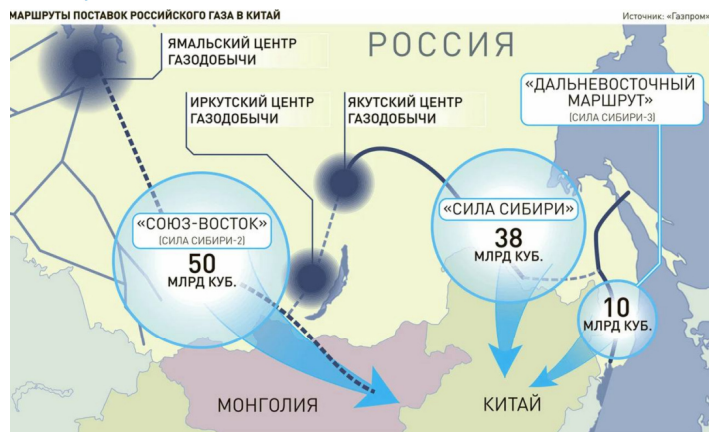 МАРШРУТЫ ПОСТАВОК РОССИЙСКОГО ГАЗА В КИТАЙ
Источник: «Газпром»
ЯМАЛЬСКИЙ ЦЕНТР
ГАЗОДОБЫЧИ
РОССИЯ
ИРКУТСКИЙ ЦЕНТР
ГАЗОДОБЫЧИ
ЯКУТСКИЙ ЦЕНТР
ГАЗОДОБЫЧИ
«ДАЛЬНЕВОСТОЧНЫЙ
МАРШРУТ»
(СИЛА СИБИРИ-3)
«СОЮЗ-ВОСТОК»
(СИЛА СИБИРИ-2)
50
МЛРД КУБ.
«СИЛА СИБИРИ»
38
МЛРД КУБ.
10
МЛРД КУБ.
МОНГОЛИЯ
КИТАЙ